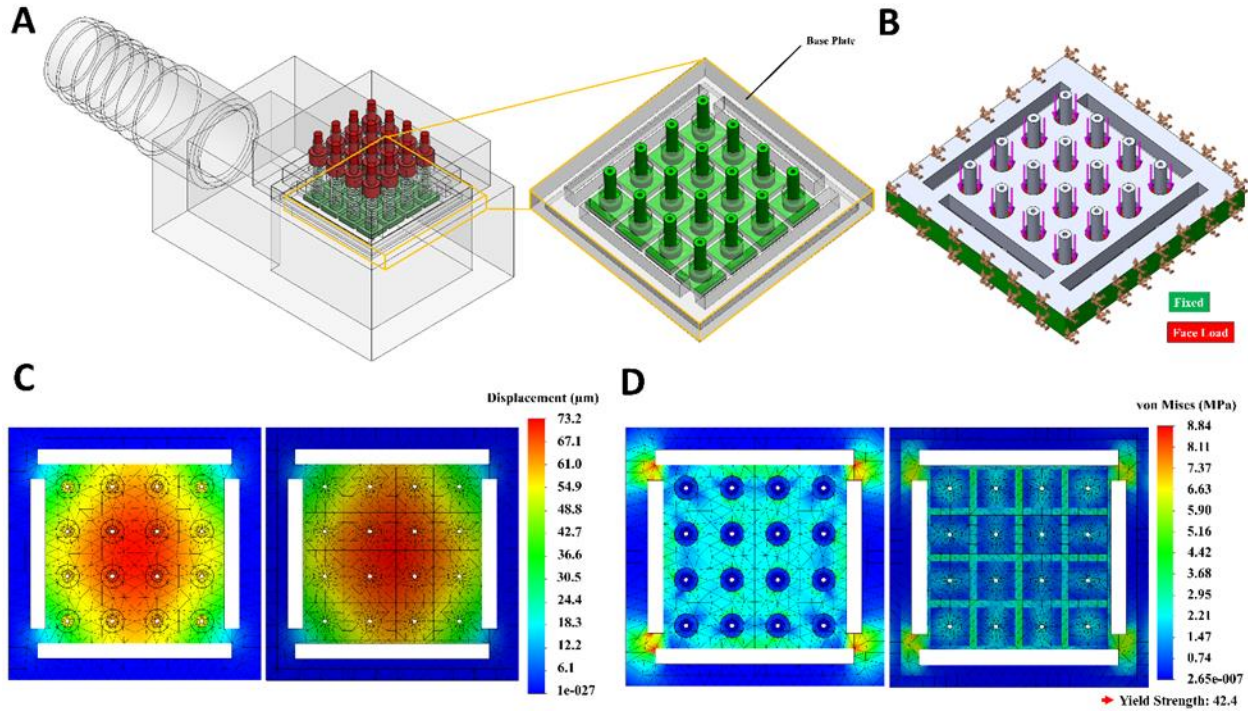 A
Base Plate
B
Fixed
Face Load
C
Displacement (µm)
73.2
67.1
61.0
54.9
48.8
42.7
36.6
30.5
24.4
18.3
12.2
6.1
1e-027
D
von Mises (MPa)
8.84
8.11
7.37
6.63
5.90
5.16
4.42
3.68
2.95
2.21
1.47
0.74
2.65e-007
Yield Strength: 42.4